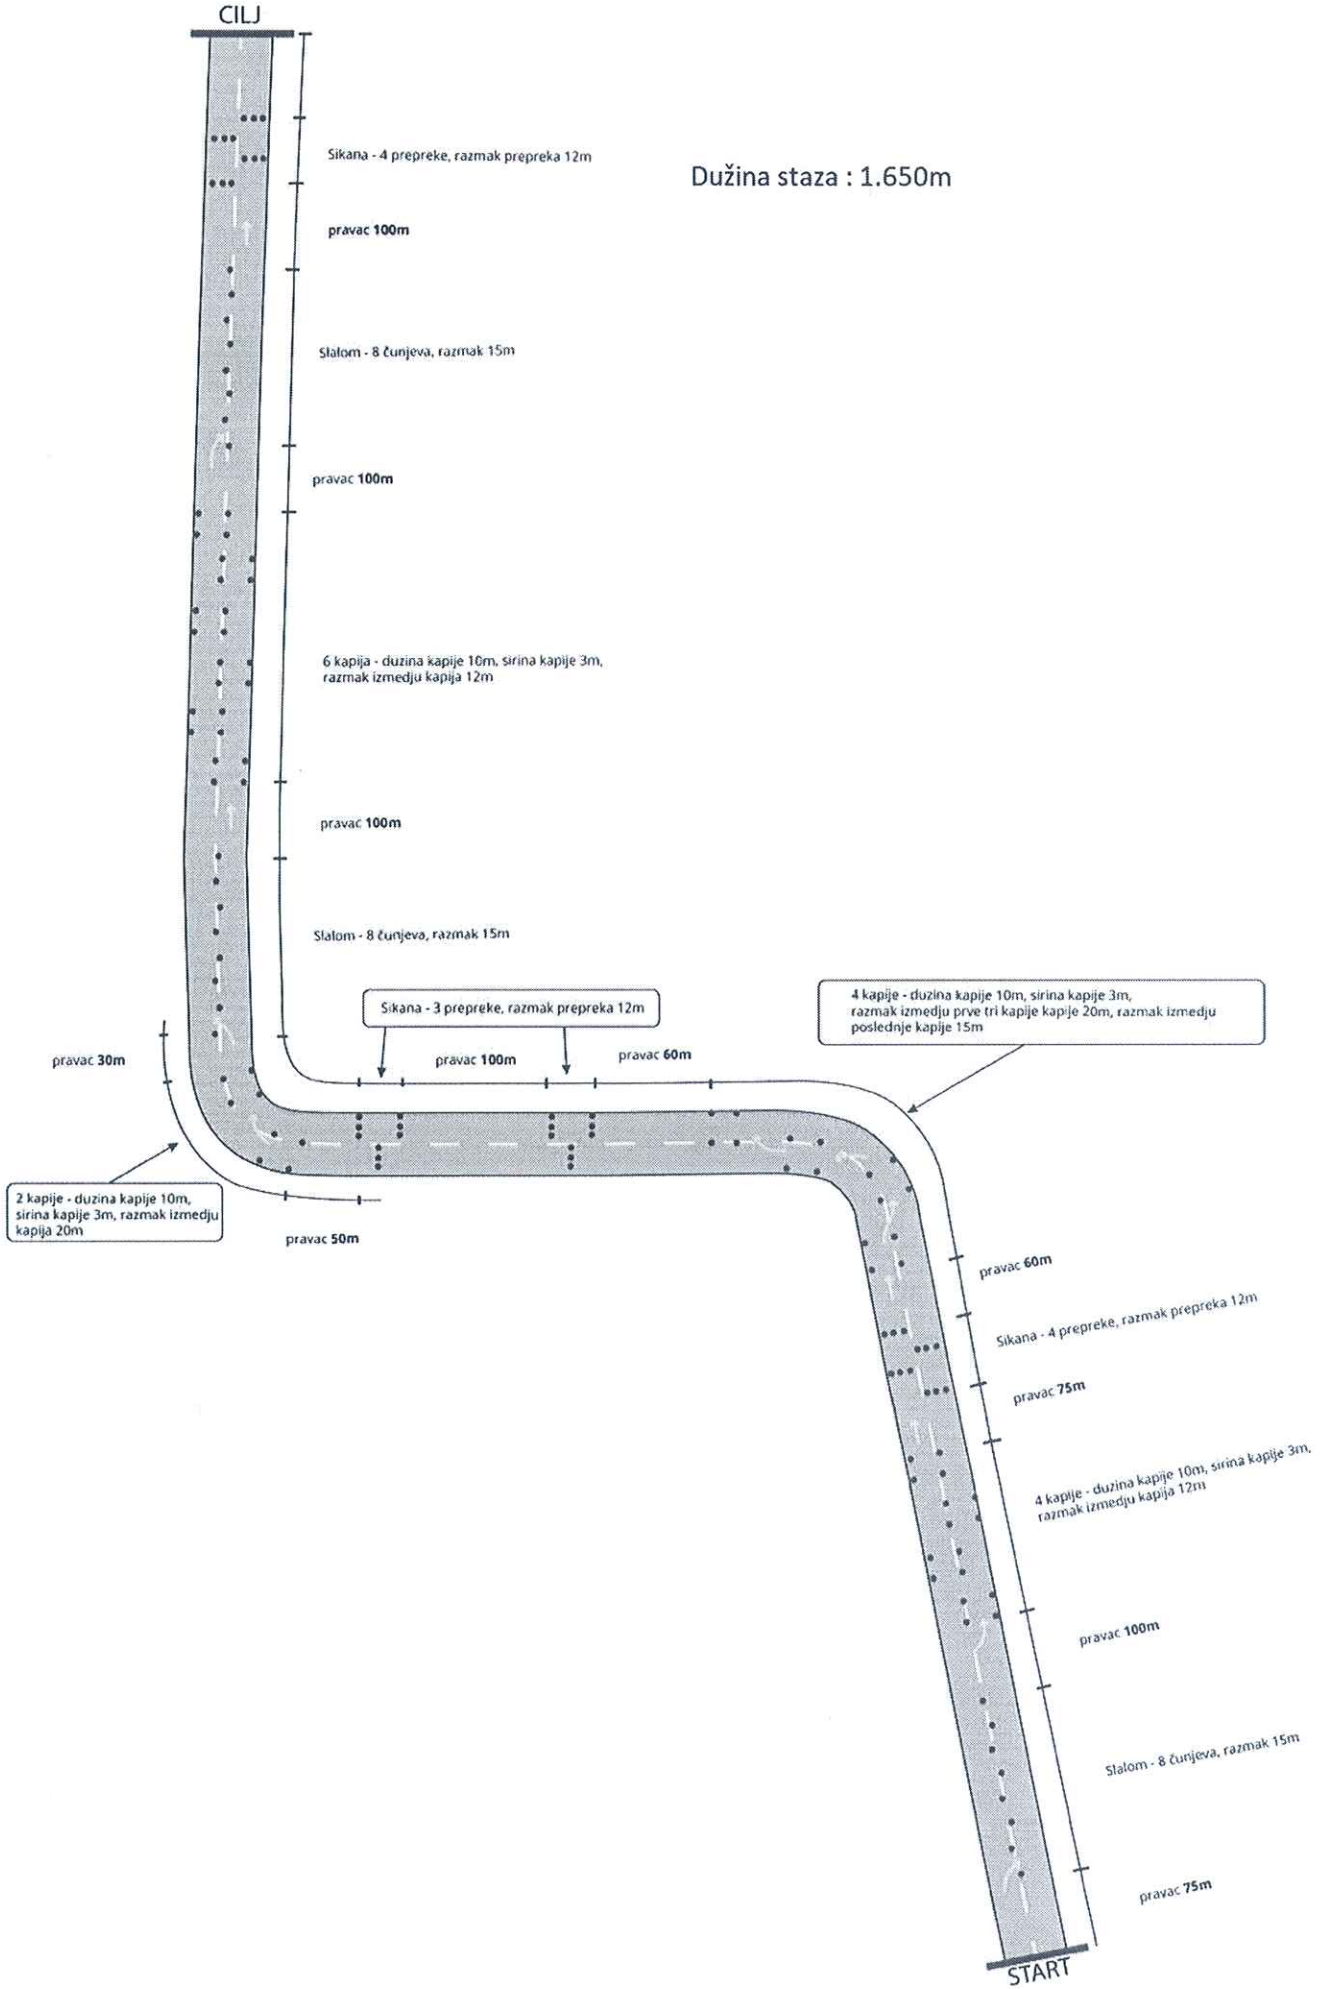 CILJ
Sikana - 4 prepreke, razmak prepreka 12m
Dužina staza : 1.650m
pravac 100m
Slalom - 8 čunjeva, razmak 15m
pravac 100m
6 kapija - duzina kapije 10m, sirina kapije 3m,
razmak izmedju kapija 12m
pravac 100m
Slalom - 8 čunjeva, razmak 15m
Sikana - 3 prepreke, razmak prepreka 12m
4 kapije - duzina kapije 10m, sirina kapije 3m,
razmak izmedju prve tri kapije kapije 20m, razmak izmedju
poslednje kapije 15m
pravac 30m
pravac 100m
pravac 60m
2 kapije - duzina kapije 10m,
sirina kapije 3m, razmak izmedju
kapija 20m
pravac 50m
pravac 60m
Sikana - 4 prepreke, razmak prepreka 12m
pravac 75m
4 kapije - duzina kapije 10m, sirina kapije 3m,
razmak izmedju kapija 12m
pravac 100m
Slalom - 8 čunjeva, razmak 15m
pravac 75m
START